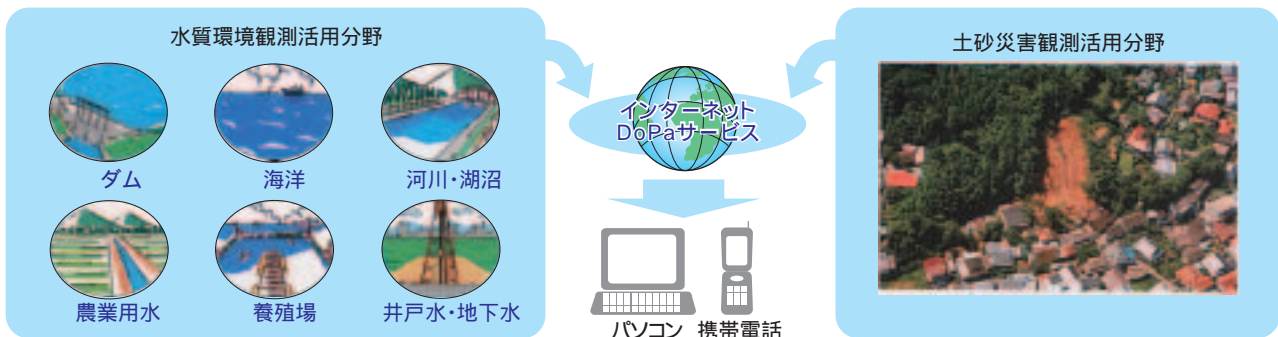 水質環境観測活用分野
ダム
海洋
河川・湖沼
農業用水
養殖場
井戸水・地下水
インターネット
DoPaサービス
パソコン
携帯電話
土砂災害観測活用分野